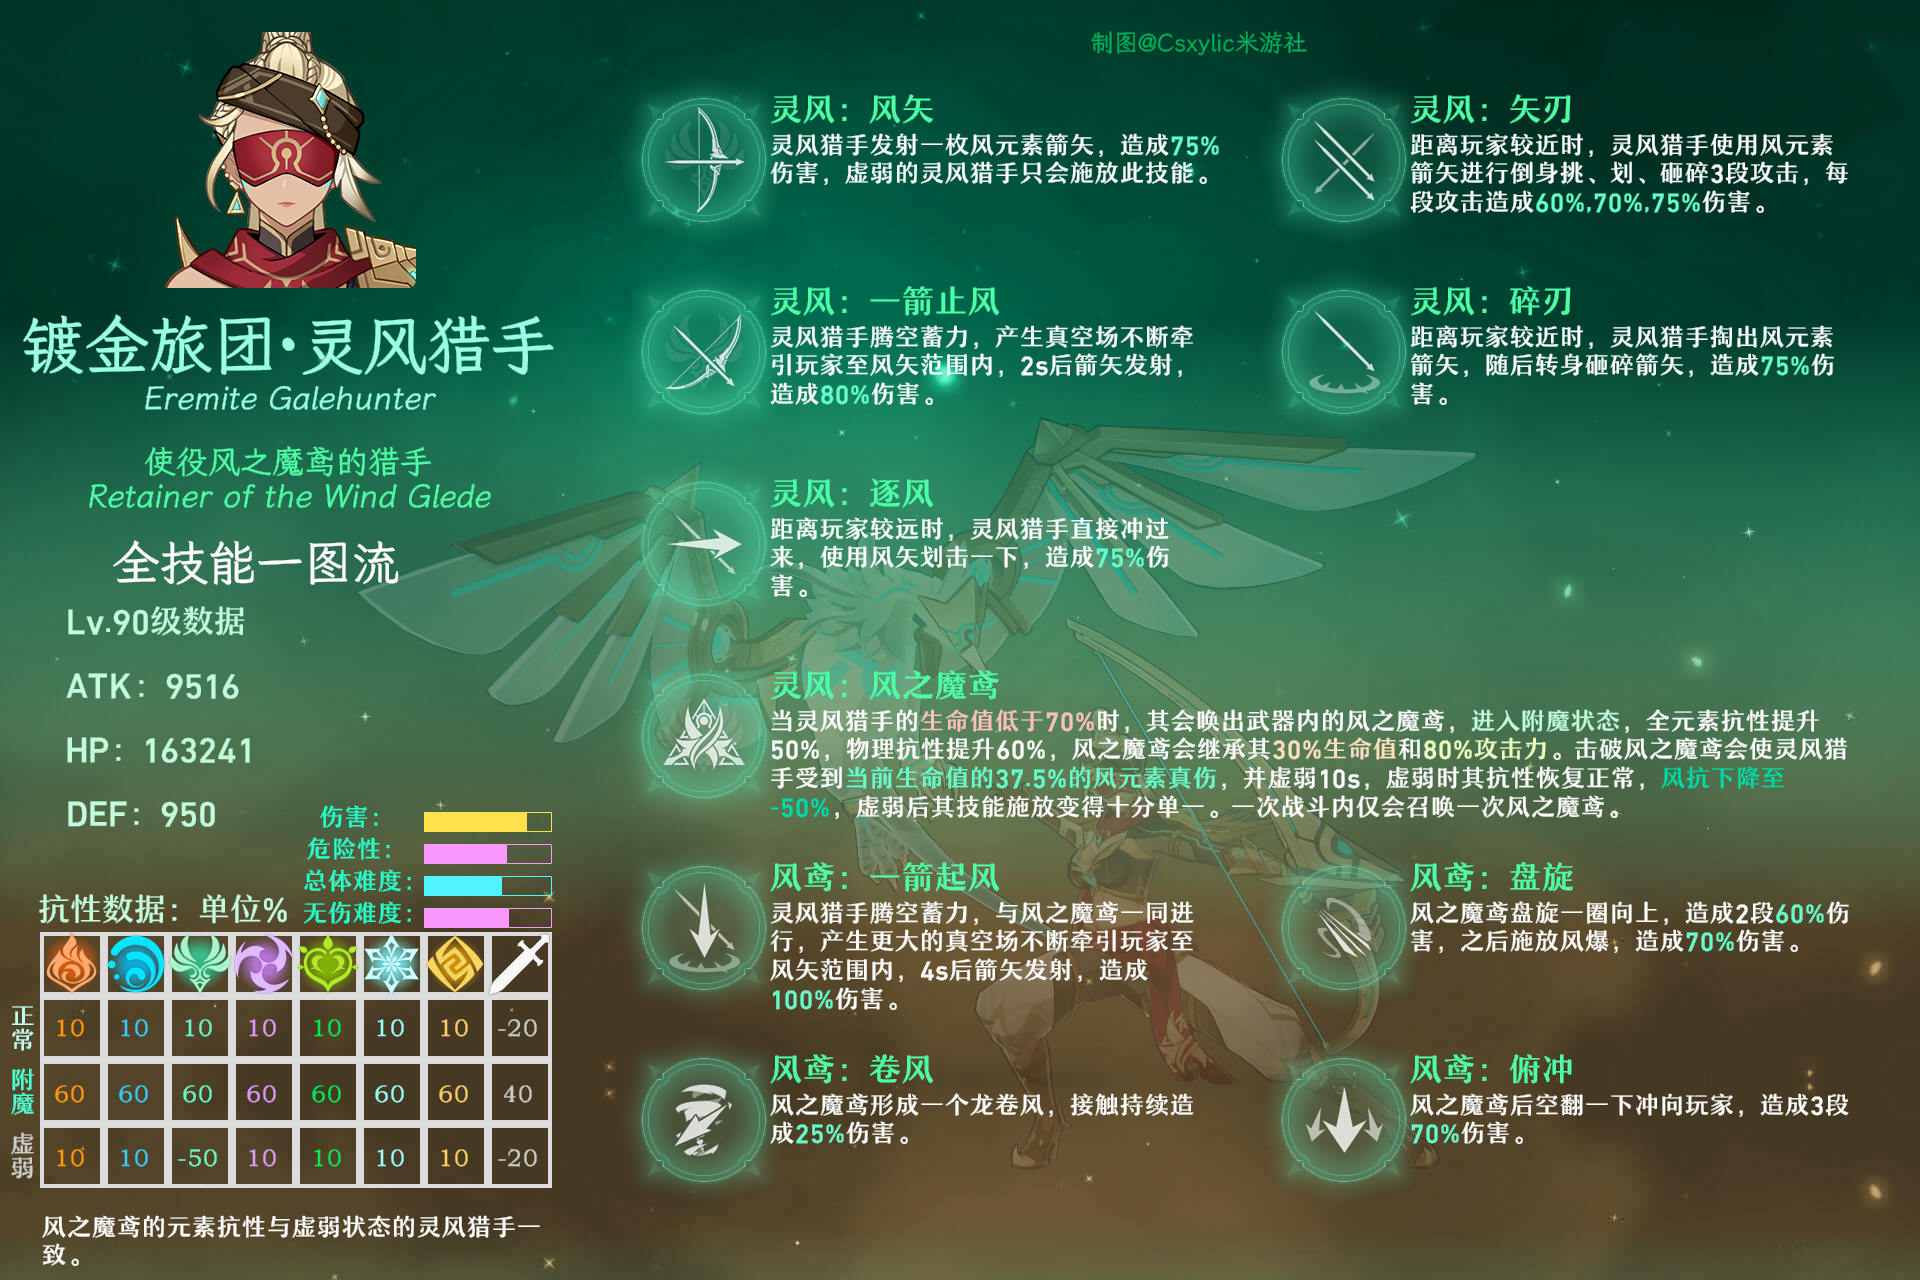 制图@Csxylic米游社
镀金旅团·灵风猎手
Eremite Galehunter
使役风之魔鸢的猎手
Retainer of the Wind Glede
全技能一图流
Lv.90级数据
ATK：9516
HP：163241
DEF：950
伤害：
危险性：
总体难度：
无伤难度：
抗性数据：单位%
正常 10 10 10 10 10 10 10 -20
附魔 60 60 60 60 60 60 60 40
虚弱 10 10 -50 10 10 10 10 -20
风之魔鸢的元素抗性与虚弱状态的灵风猎手一
致。
灵风：风矢
灵风猎手发射一枚风元素箭矢，造成75%
伤害，虚弱的灵风猎手只会施放此技能。
灵风：矢刃
距离玩家较近时，灵风猎手使用风元素
箭矢进行倒身挑、划、砸碎3段攻击，每
段攻击造成60%,70%,75%伤害。
灵风：一箭止风
灵风猎手腾空蓄力，产生真空场不断牵
引玩家至风矢范围内，2s后箭矢发射，
造成80%伤害。
灵风：碎刃
距离玩家较近时，灵风猎手掏出风元素
箭矢，随后转身砸碎箭矢，造成75%伤
害。
灵风：逐风
距离玩家较远时，灵风猎手直接冲过
来，使用风矢划击一下，造成75%伤
害。
灵风：风之魔鸢
当灵风猎手的生命值低于70%时，其会唤出武器内的风之魔鸢，进入附魔状态，全元素抗性提升
50%，物理抗性提升60%，风之魔鸢会继承其30%生命值和80%攻击力。击破风之魔鸢会使灵风猎
手受到当前生命值的37.5%的风元素真伤，并虚弱10s，虚弱时其抗性恢复正常，风抗下降至
-50%，虚弱后其技能施放变得十分单一。一次战斗内仅会召唤一次风之魔鸢。
风鸢：一箭起风
灵风猎手腾空蓄力，与风之魔鸢一同进
行，产生更大的真空场不断牵引玩家至
风矢范围内，4s后箭矢发射，造成
100%伤害。
风鸢：盘旋
风之魔鸢盘旋一圈向上，造成2段60%伤
害，之后施放风爆，造成70%伤害。
风鸢：卷风
风之魔鸢形成一个龙卷风，接触持续造
成25%伤害。
风鸢：俯冲
风之魔鸢后空翻一下冲向玩家，造成3段
70%伤害。